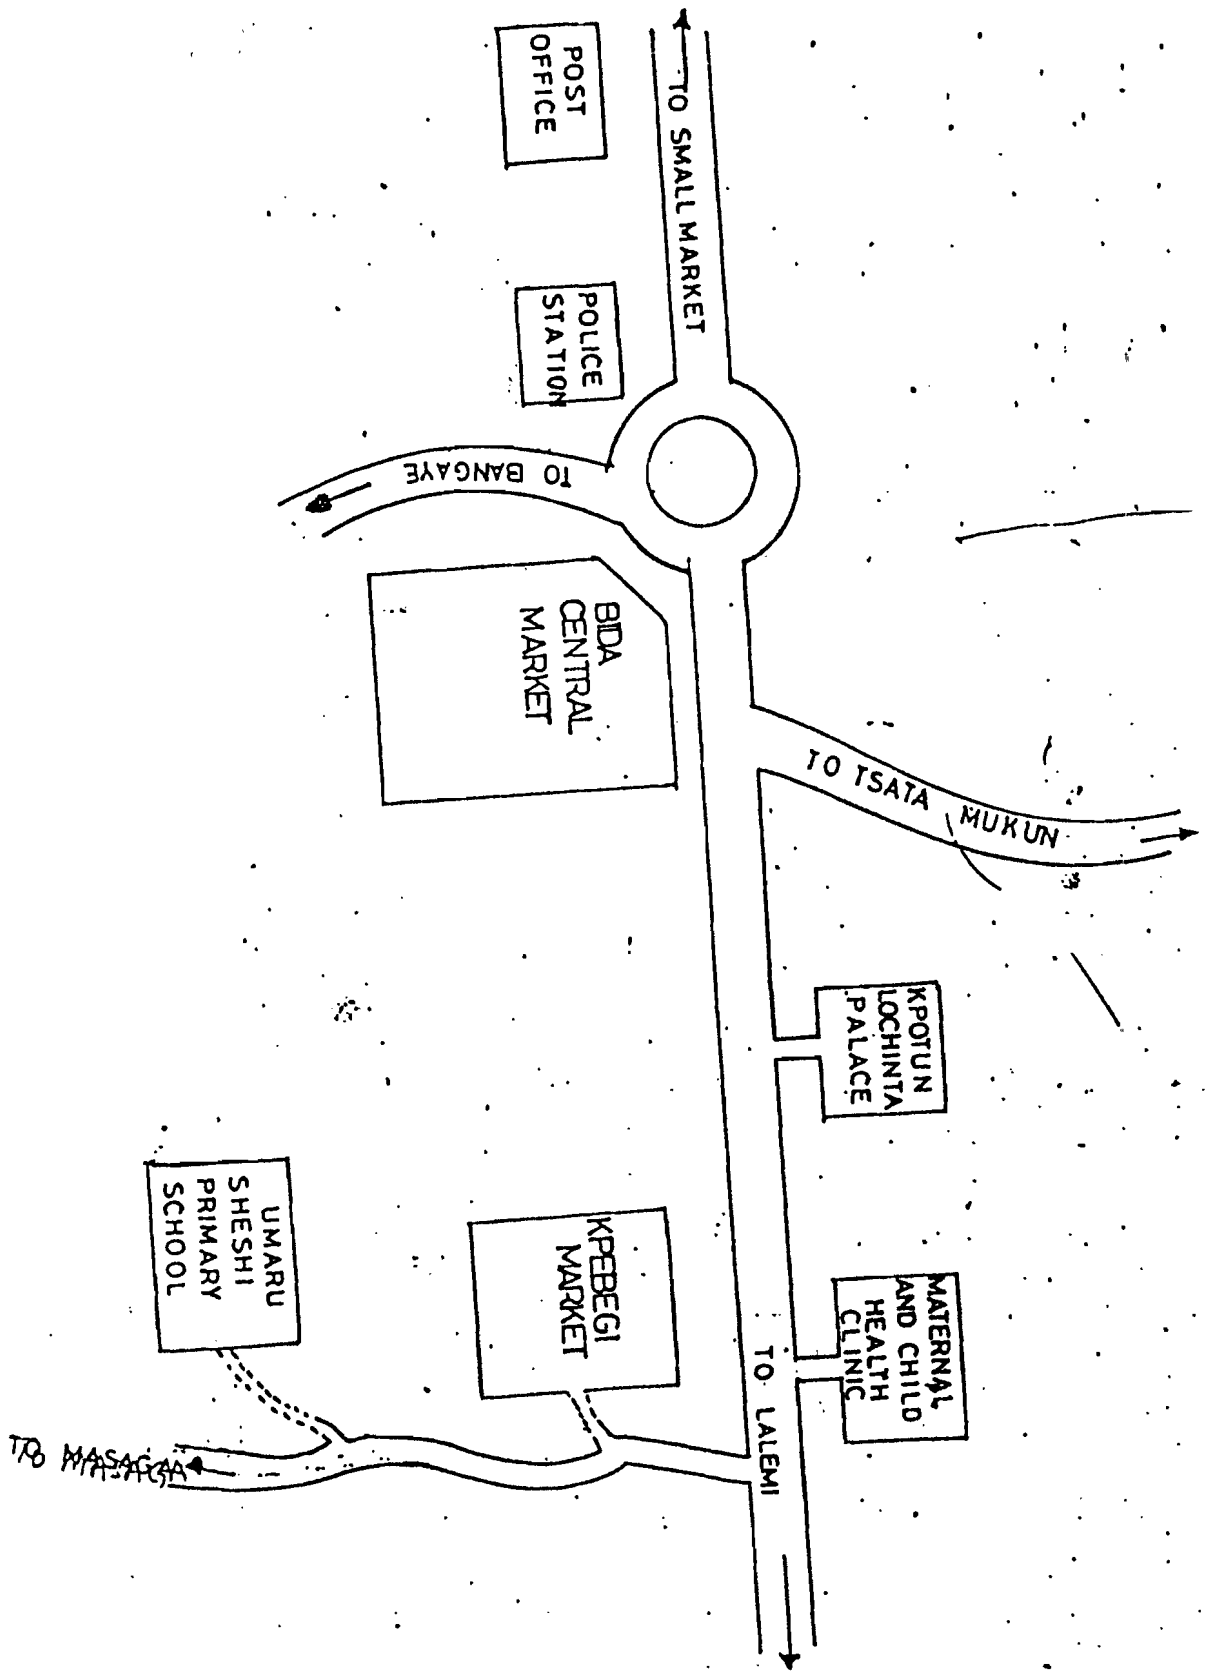 POST
OFFICE
TO SMALL MARKET
POLICE
STATION
TO BANGAYE
BIDA
CENTRAL
MARKET
TO TSATA MUKUN
KPOTUN
LOCHINTA
PALACE
UMARU
SHESHI
PRIMARY
SCHOOL
KPEBEGI
MARKET
MATERNAL
AND CHILD
HEALTH
CLINIC
TO LALEMI
TO MASAGA